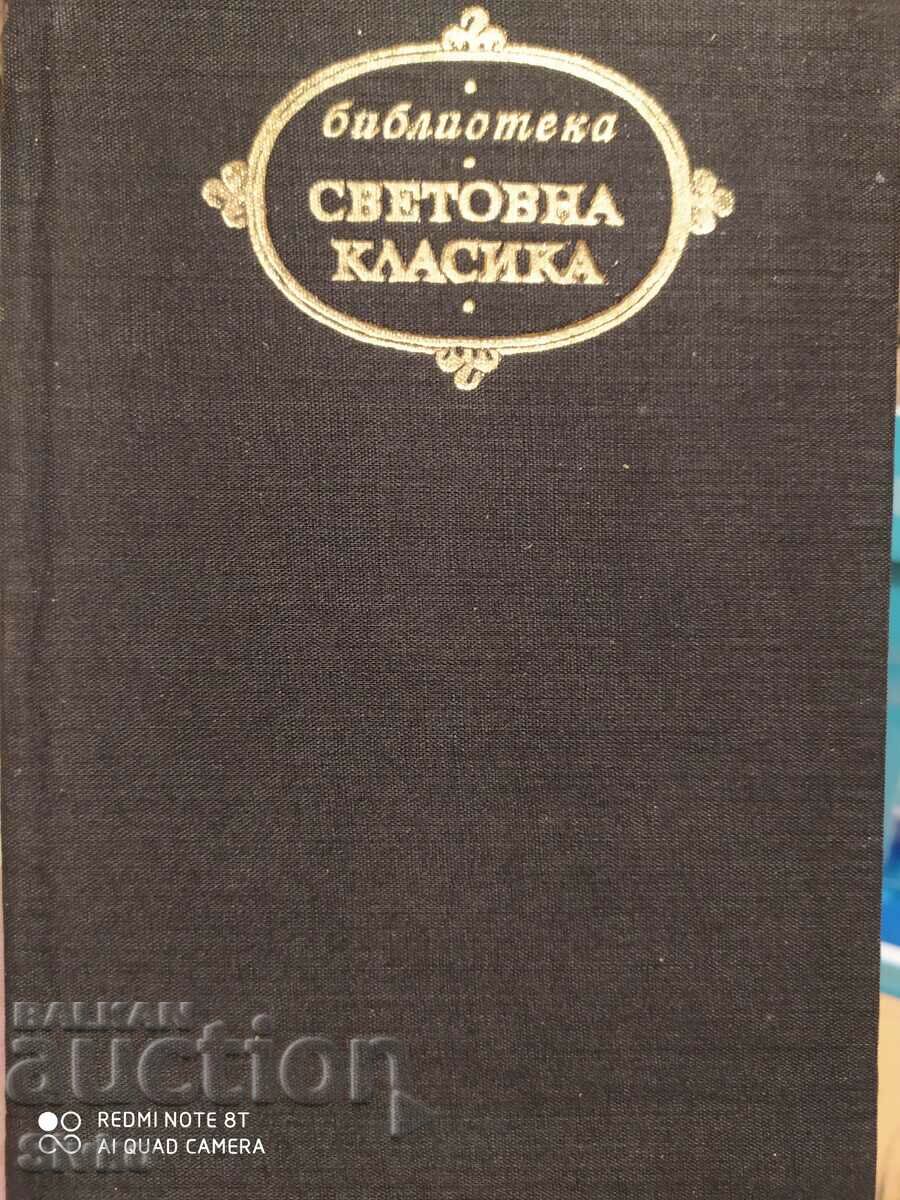 библиотека
СВЕТОВНА
КЛАСИКА
BALKAN
auction
REDMI NOTE 8T
AI QUAD CAMERA